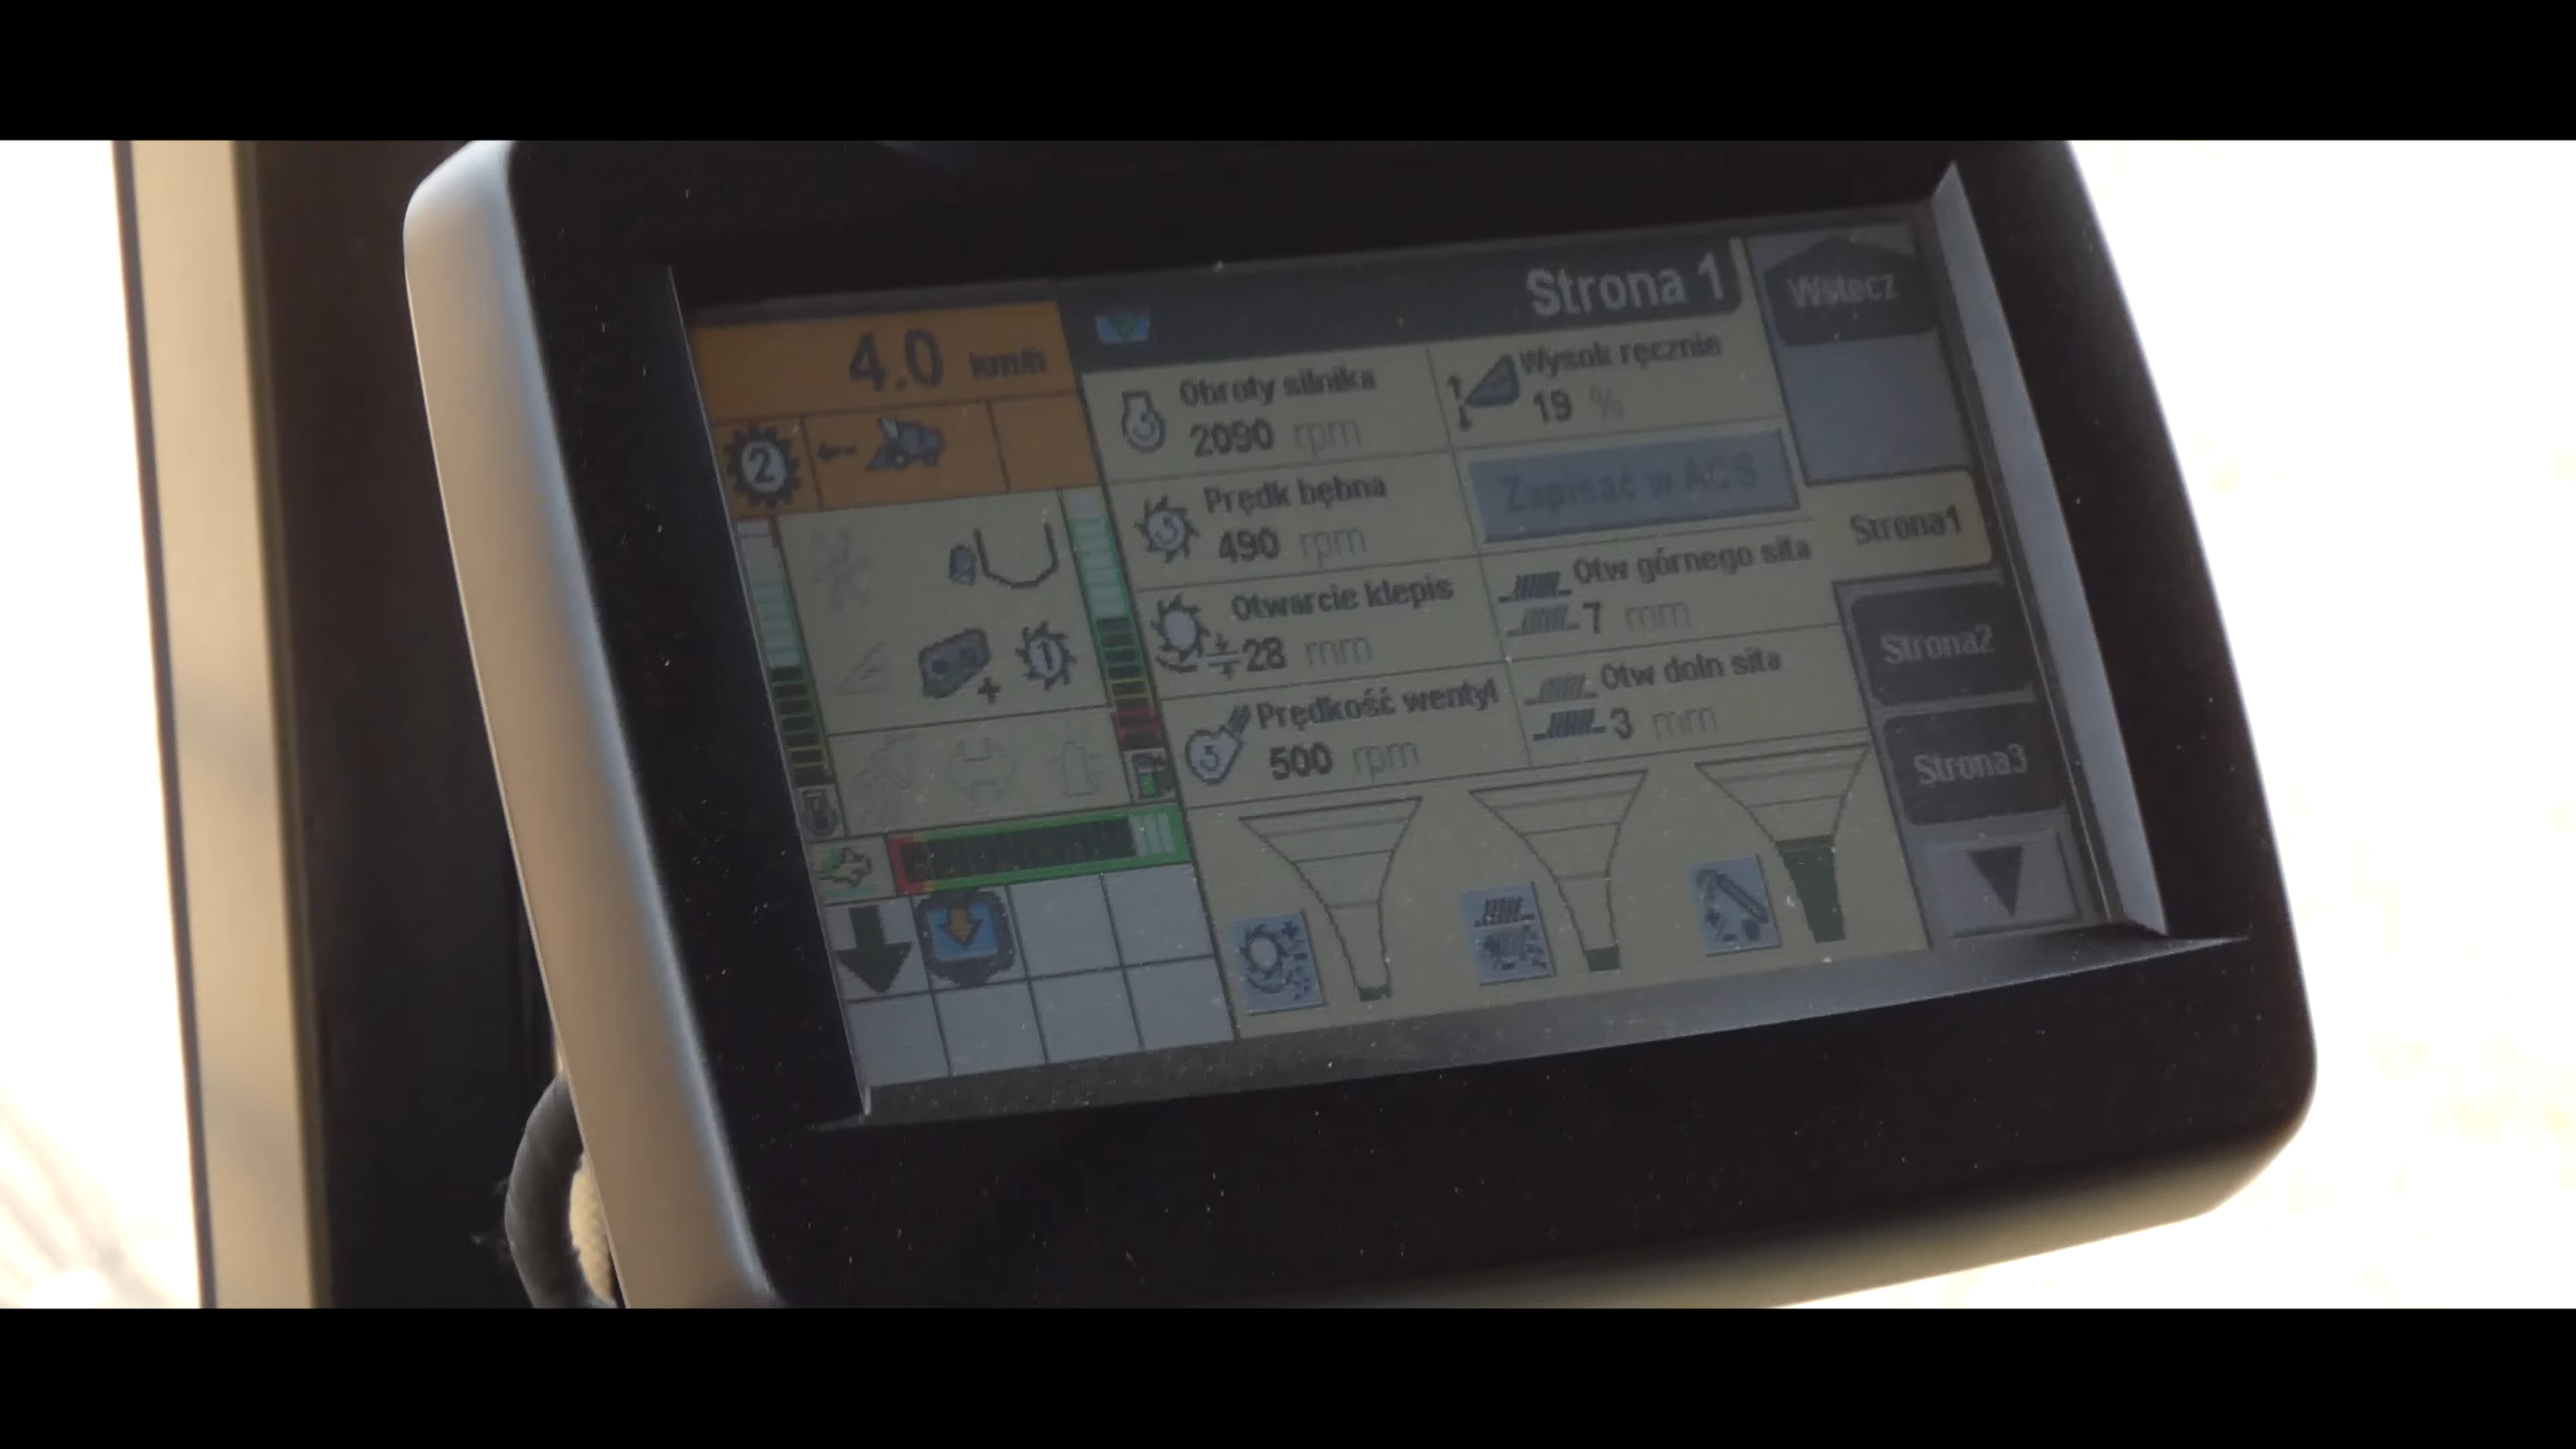 Strona 1
Wstecz
4.0 km/h
2
Obroty silnika
2090 rpm
Wysok ręcznie
19 %
Prędk bębna
490 rpm
Zapisać w ACS
Otwarcie klepis
28 mm
Otw górnego sita
7 mm
Prędkość wentyl
500 rpm
Otw doln sita
3 mm
1
Strona1
Strona2
Strona3